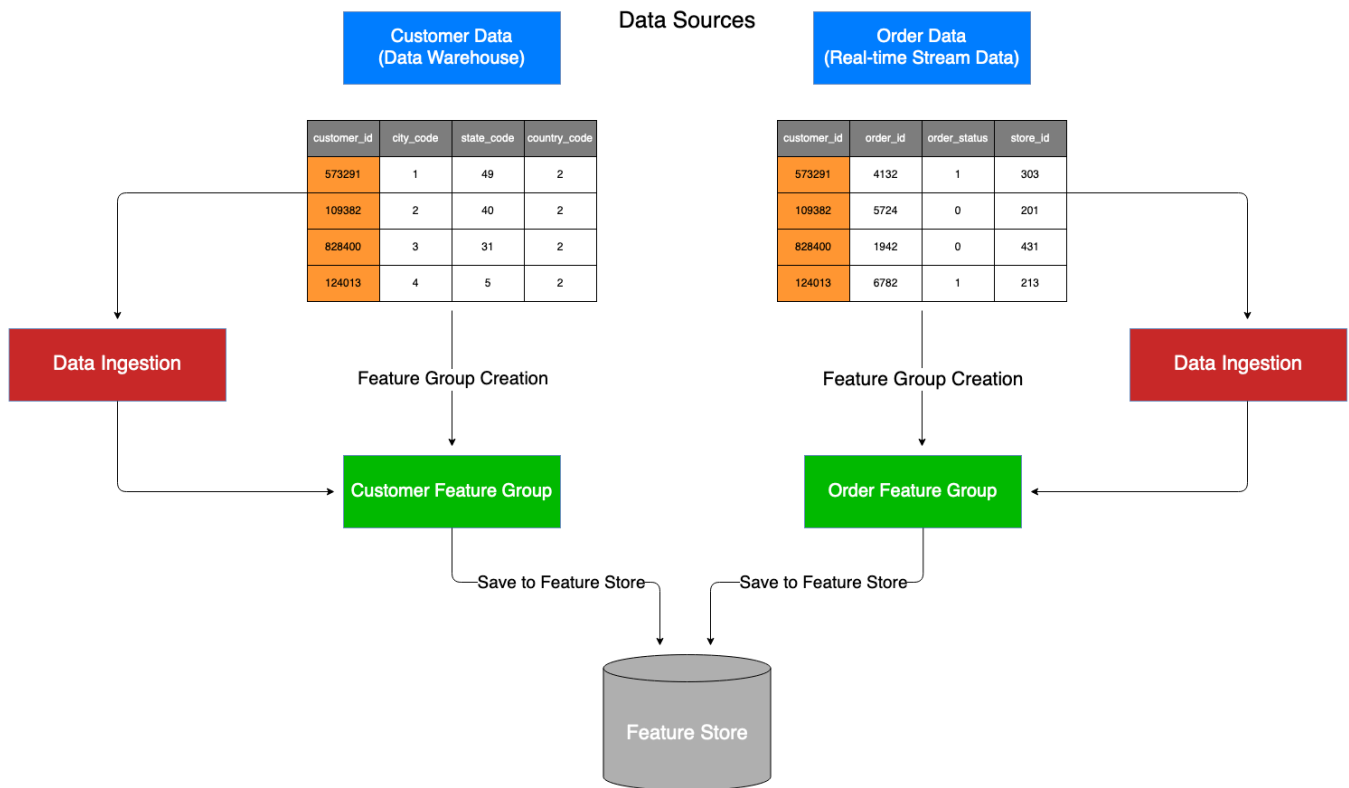 Data Sources
Customer Data
(Data Warehouse)
Order Data
(Real-time Stream Data)
customer_id city_code state_code country_code
573291 1 49 2
109382 2 40 2
828400 3 31 2
124013 4 5 2
customer_id order_id order_status store_id
573291 4132 1 303
109382 5724 0 201
828400 1942 0 431
124013 6782 1 213
Data Ingestion
Feature Group Creation
Feature Group Creation
Data Ingestion
Customer Feature Group
Order Feature Group
Save to Feature Store
Save to Feature Store
Feature Store